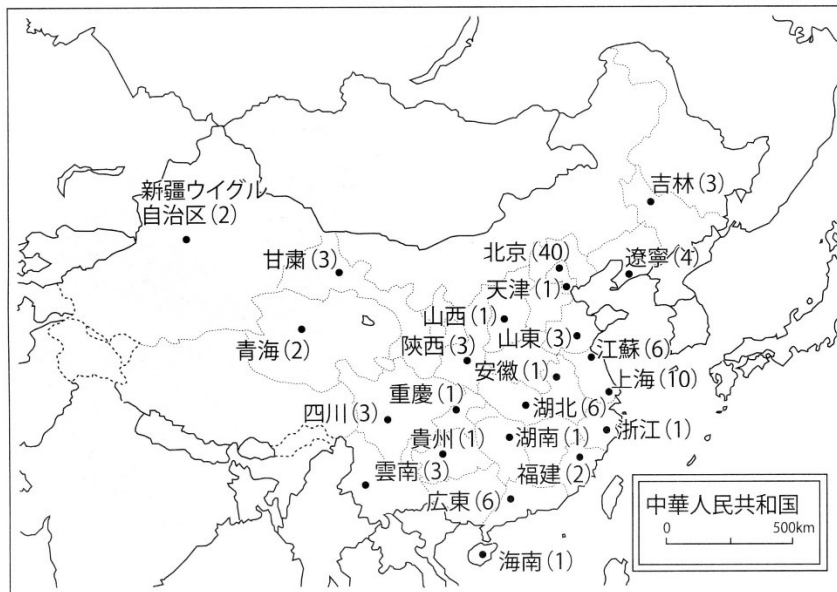 新疆ウイグル
自治区(2)
吉林(3)
甘粛(3)
北京(40)
遼寧(4)
天津(1)
山西(1)
青海(2)
山東(3)
陝西(3)
江蘇(6)
安徽(1)
上海(10)
重慶(1)
四川(3)
湖北(6)
浙江(1)
貴州(1)
湖南(1)
雲南(3)
福建(2)
広東(6)
海南(1)
中華人民共和国
0 500km